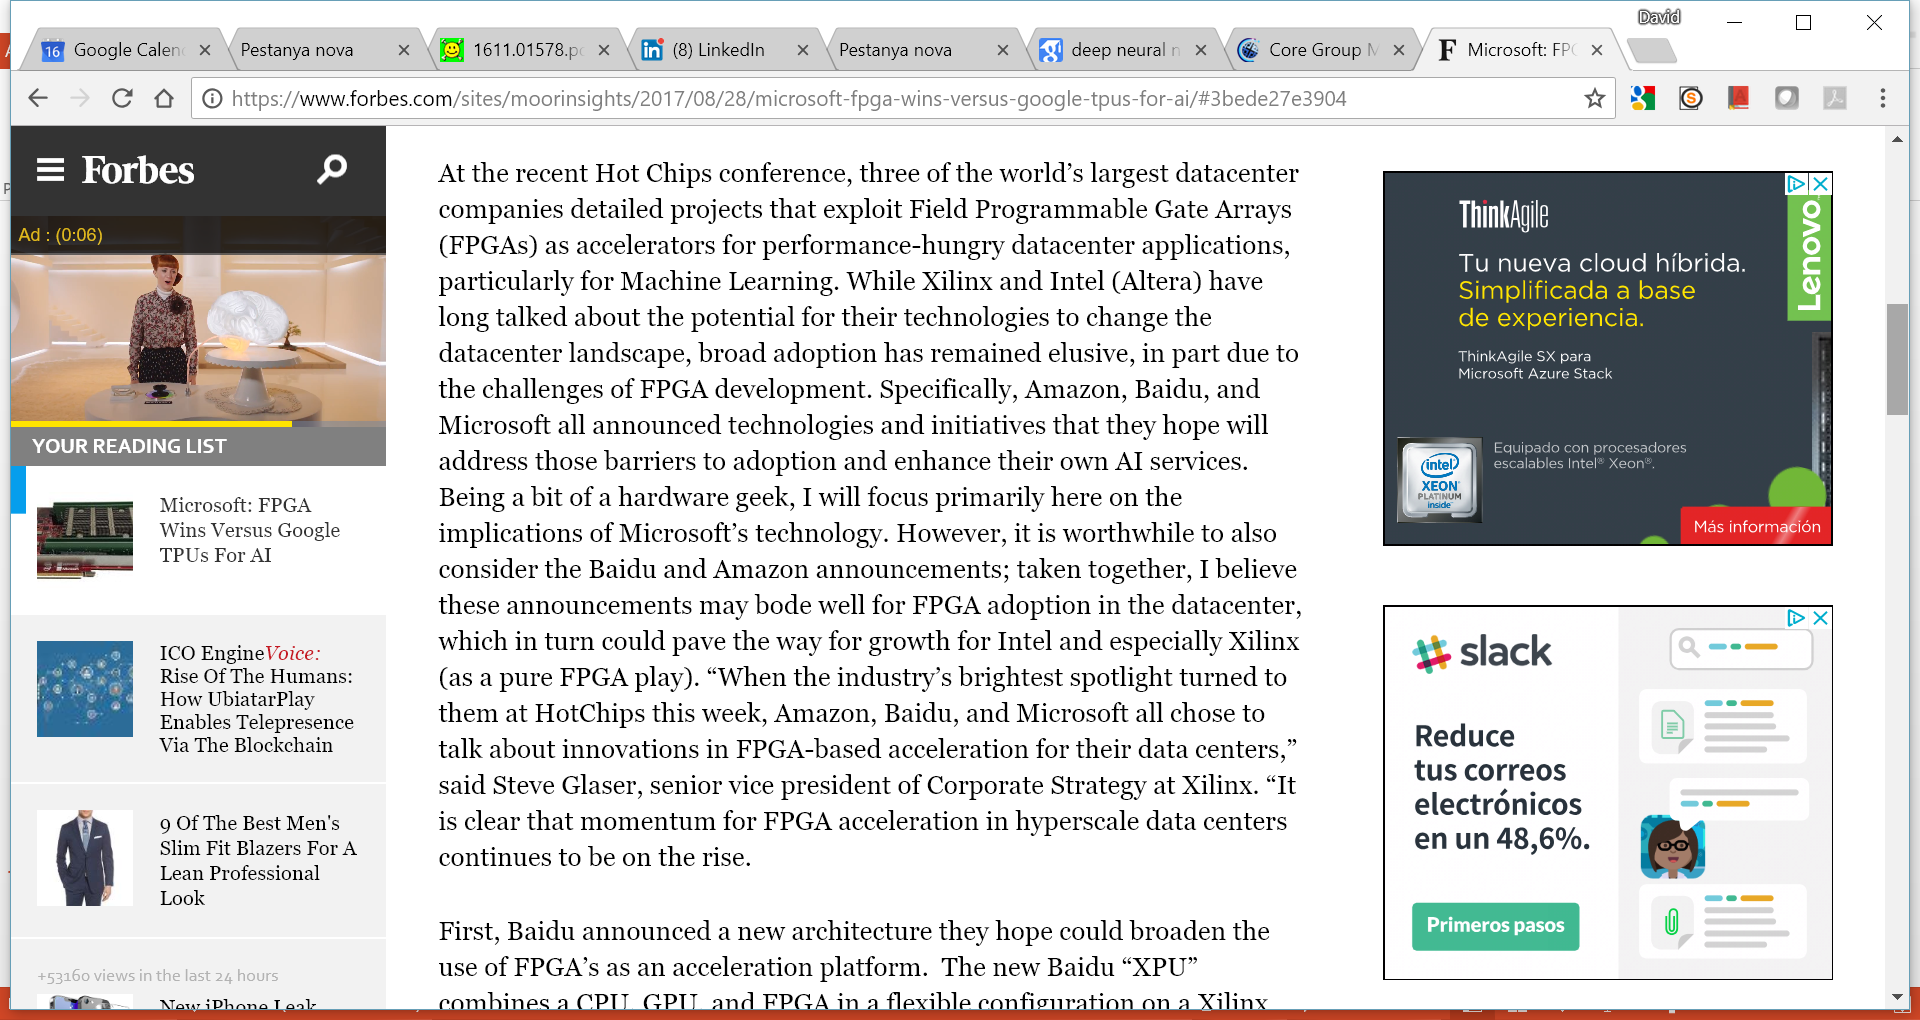 David
16 Google Calen
Pestanya nova
1611.01578.pd
(8) LinkedIn
Pestanya nova
deep neural n
Core Group M
Microsoft: FPG
https://www.forbes.com/sites/moorinsights/2017/08/28/microsoft-fpga-wins-versus-google-tpus-for-ai/#3bede27e3904
Forbes
Ad : (0:06)
YOUR READING LIST
Microsoft: FPGA
Wins Versus Google
TPUs For AI
ICO EngineVoice:
Rise Of The Humans:
How UbiatarPlay
Enables Telepresence
Via The Blockchain
9 Of The Best Men's
Slim Fit Blazers For A
Lean Professional
Look
+53160 views in the last 24 hours
New iPhone Leak
At the recent Hot Chips conference, three of the world’s largest datacenter
companies detailed projects that exploit Field Programmable Gate Arrays
(FPGAs) as accelerators for performance-hungry datacenter applications,
particularly for Machine Learning. While Xilinx and Intel (Altera) have
long talked about the potential for their technologies to change the
datacenter landscape, broad adoption has remained elusive, in part due to
the challenges of FPGA development. Specifically, Amazon, Baidu, and
Microsoft all announced technologies and initiatives that they hope will
address those barriers to adoption and enhance their own AI services.
Being a bit of a hardware geek, I will focus primarily here on the
implications of Microsoft’s technology. However, it is worthwhile to also
consider the Baidu and Amazon announcements; taken together, I believe
these announcements may bode well for FPGA adoption in the datacenter,
which in turn could pave the way for growth for Intel and especially Xilinx
(as a pure FPGA play). “When the industry’s brightest spotlight turned to
them at HotChips this week, Amazon, Baidu, and Microsoft all chose to
talk about innovations in FPGA-based acceleration for their data centers,”
said Steve Glaser, senior vice president of Corporate Strategy at Xilinx. “It
is clear that momentum for FPGA acceleration in hyperscale data centers
continues to be on the rise.
First, Baidu announced a new architecture they hope could broaden the
use of FPGA’s as an acceleration platform.  The new Baidu “XPU”
combines a CPU, GPU, and FPGA in a flexible configuration on a Xilinx
ThinkAgile
Lenovo
Tu nueva cloud híbrida.
Simplificada a base
de experiencia.
ThinkAgile SX para
Microsoft Azure Stack
intel
XEON
PLATINUM
inside
Equipado con procesadores
escalables Intel® Xeon®.
Más información
slack
Reduce
tus correos
electrónicos
en un 48,6%.
Primeros pasos